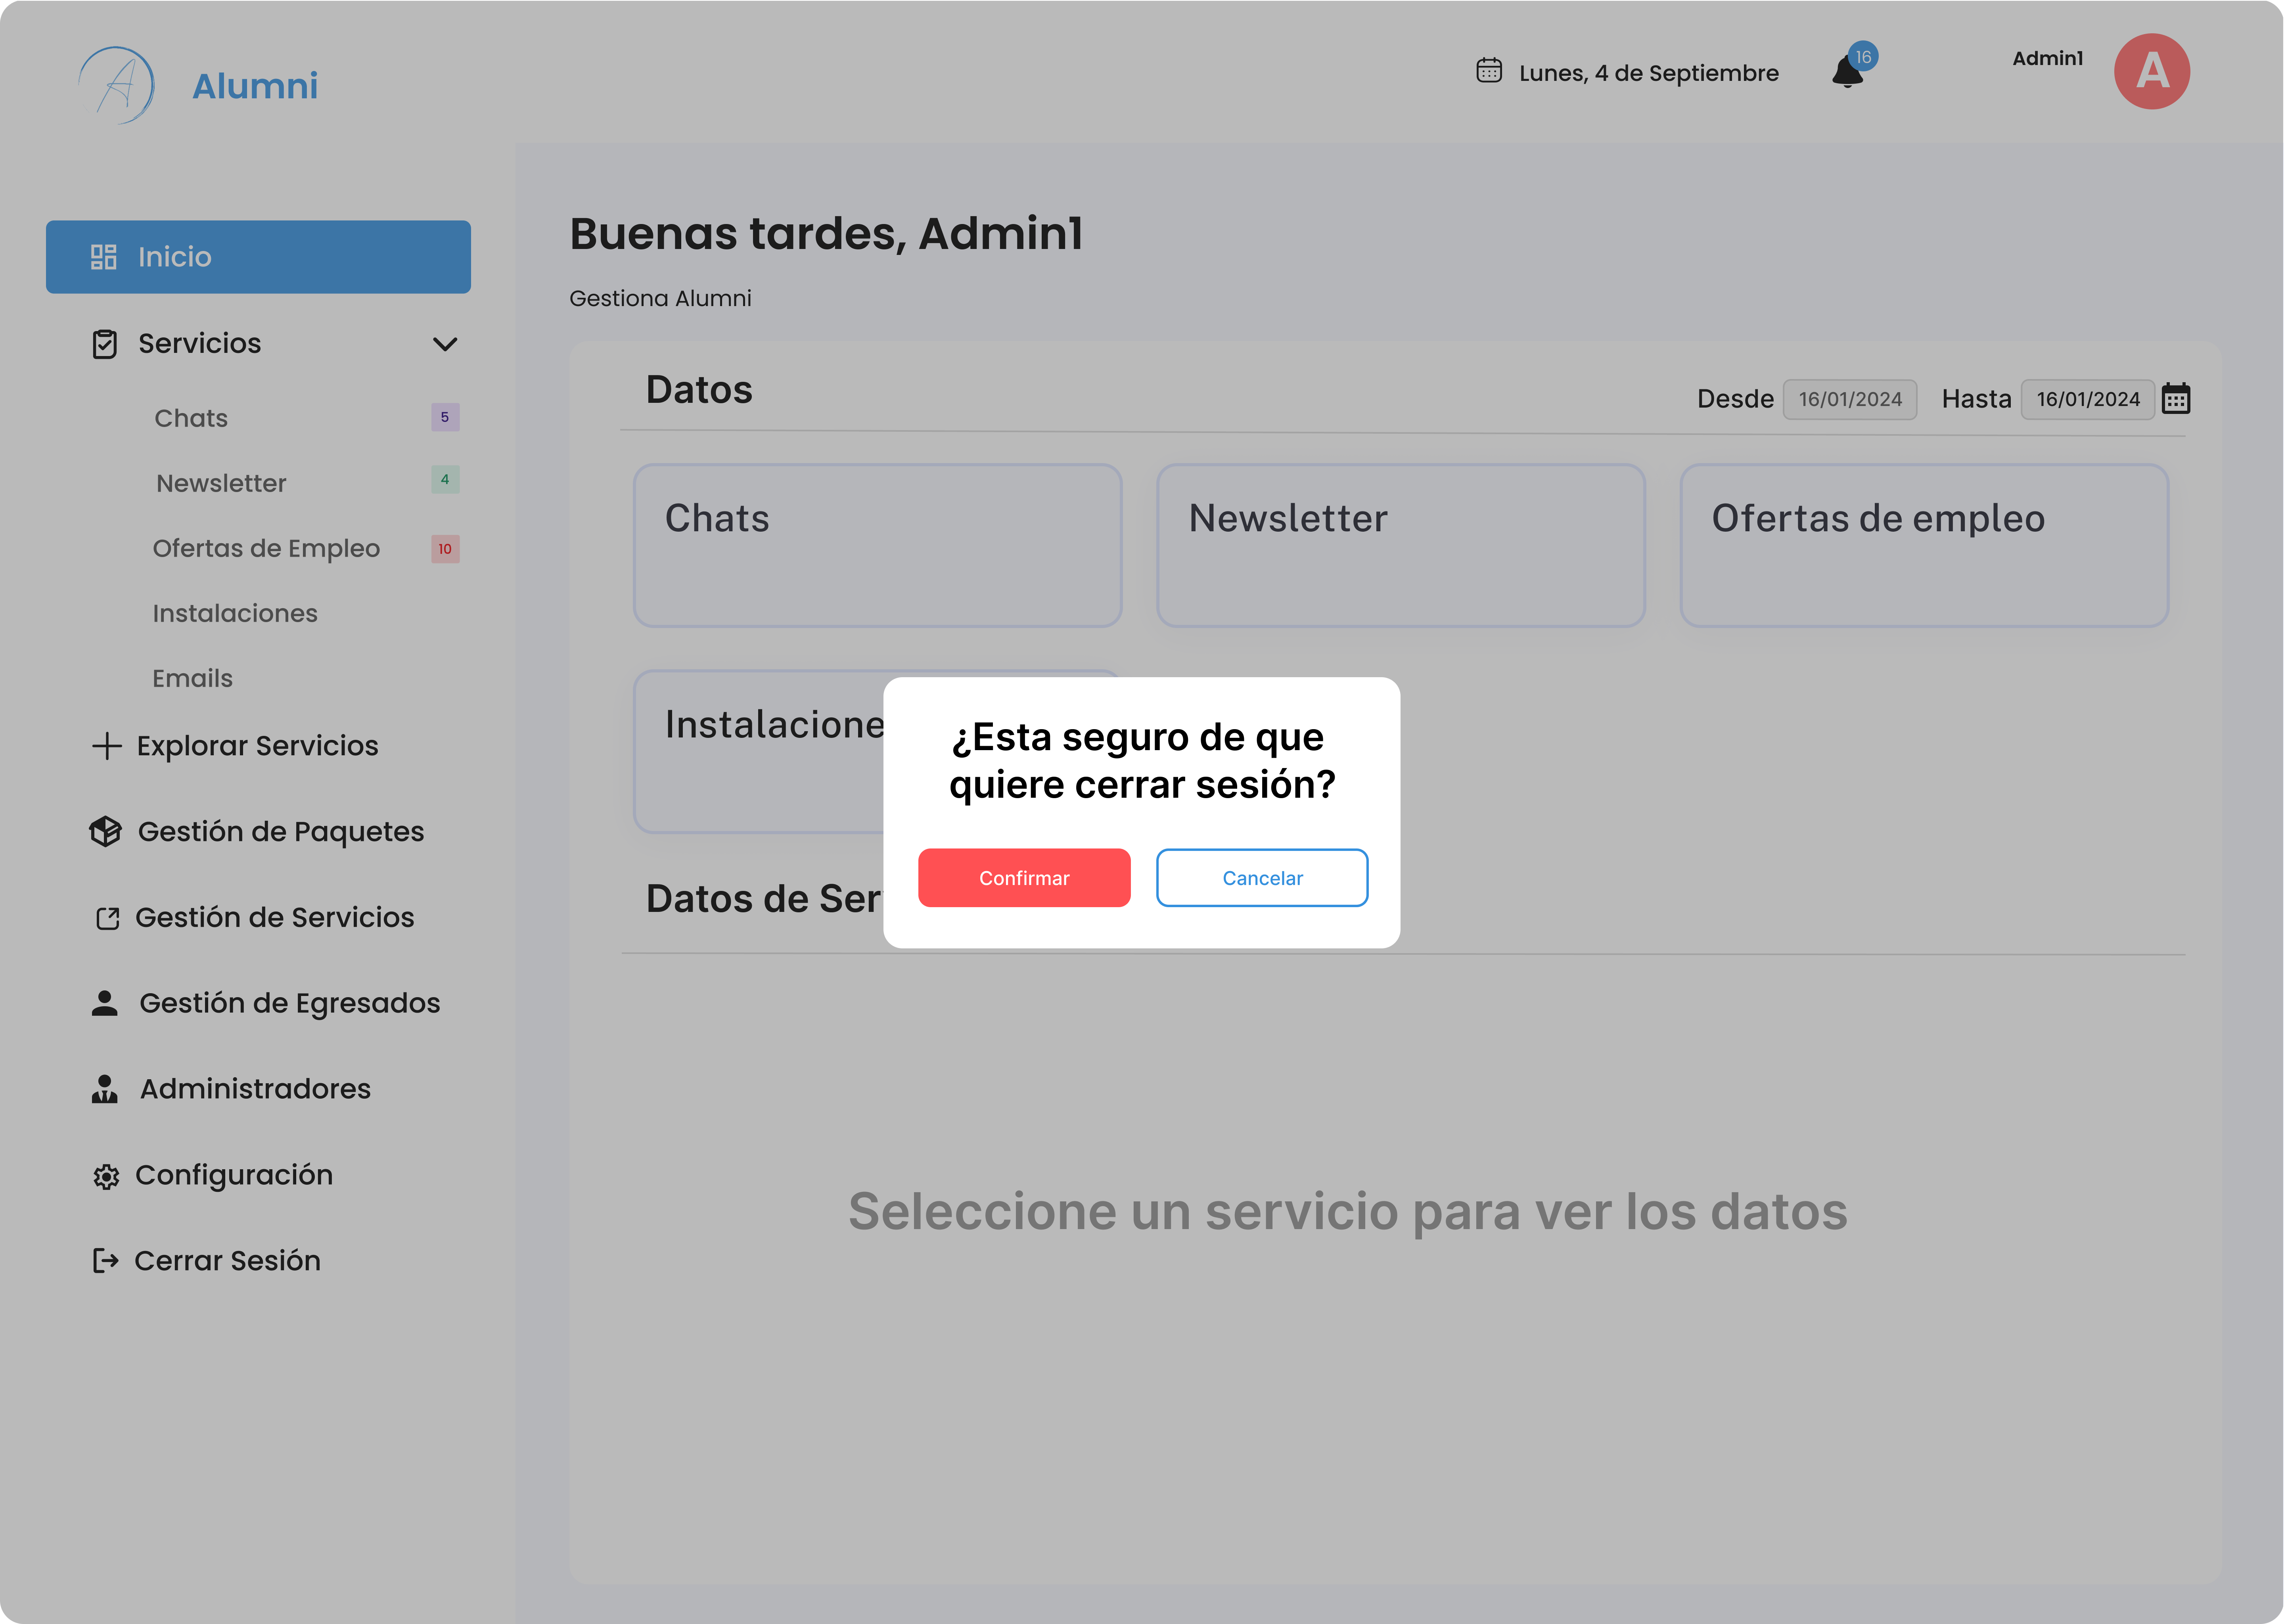 Alumni
Lunes, 4 de Septiembre
16
Admin1
A
Inicio
Servicios
Chats
5
Newsletter
4
Ofertas de Empleo
10
Instalaciones
Emails
Explorar Servicios
Gestión de Paquetes
Gestión de Servicios
Gestión de Egresados
Administradores
Configuración
Cerrar Sesión
Buenas tardes, Admin1
Gestiona Alumni
Datos
Desde 16/01/2024 Hasta 16/01/2024
Chats
Newsletter
Ofertas de empleo
Instalacione
¿Esta seguro de que
quiere cerrar sesión?
Confirmar
Cancelar
Datos de Ser
Seleccione un servicio para ver los datos